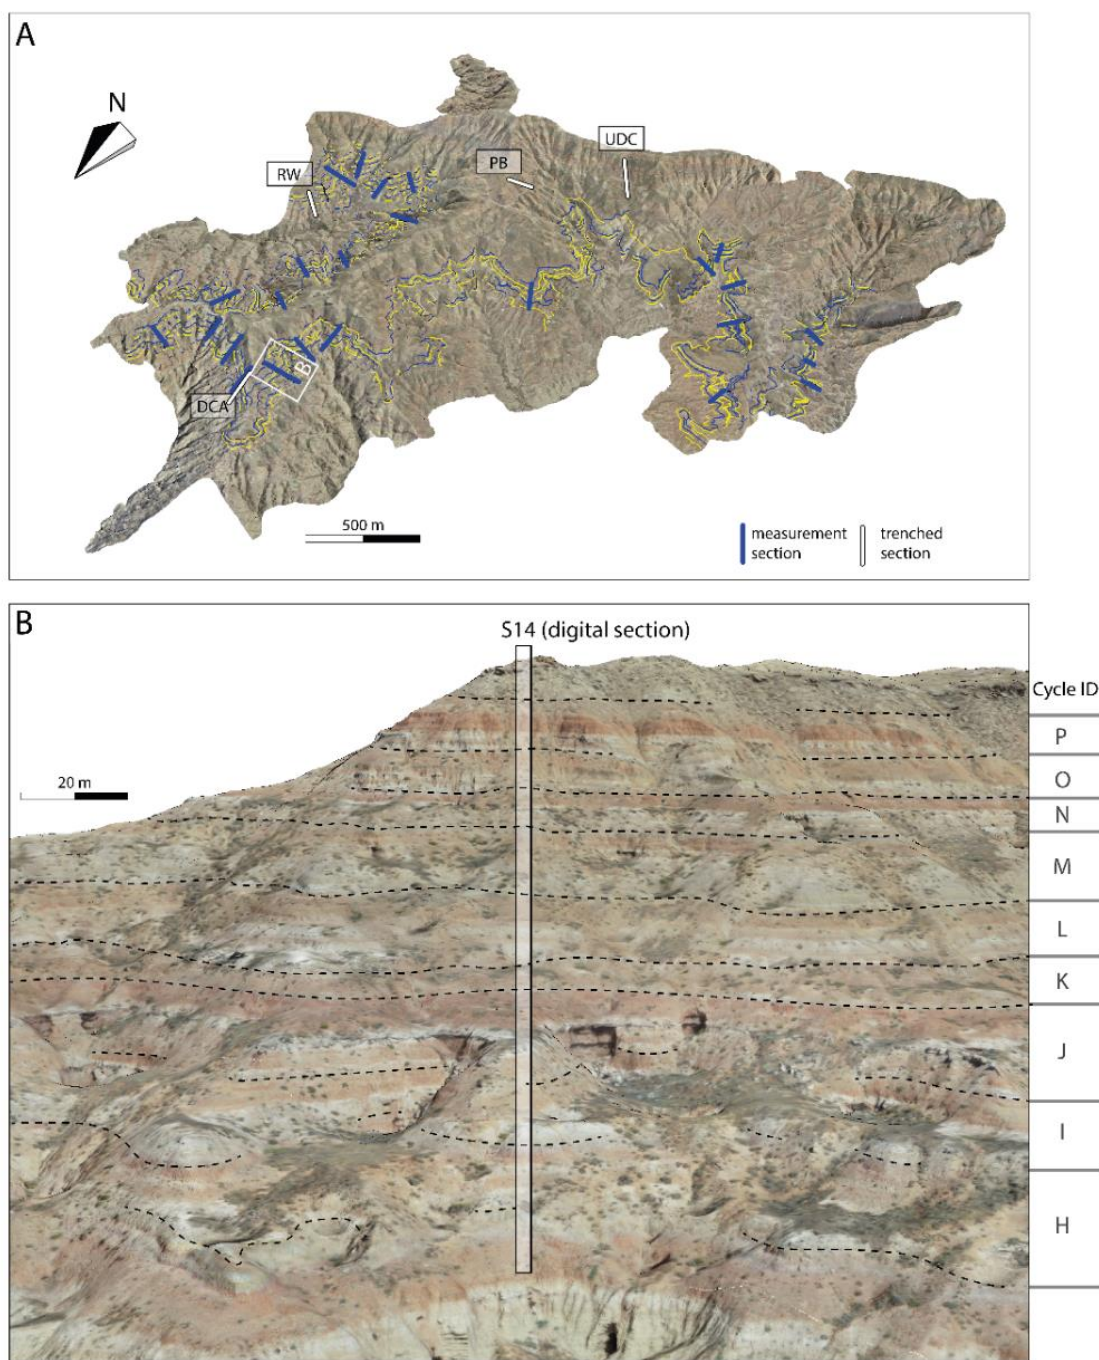 A
N
RW
PB
UDC
DCA
B
500 m
measurement
section
trenched
section
B
S14 (digital section)
Cycle ID
20 m
P
O
N
M
L
K
J
I
H